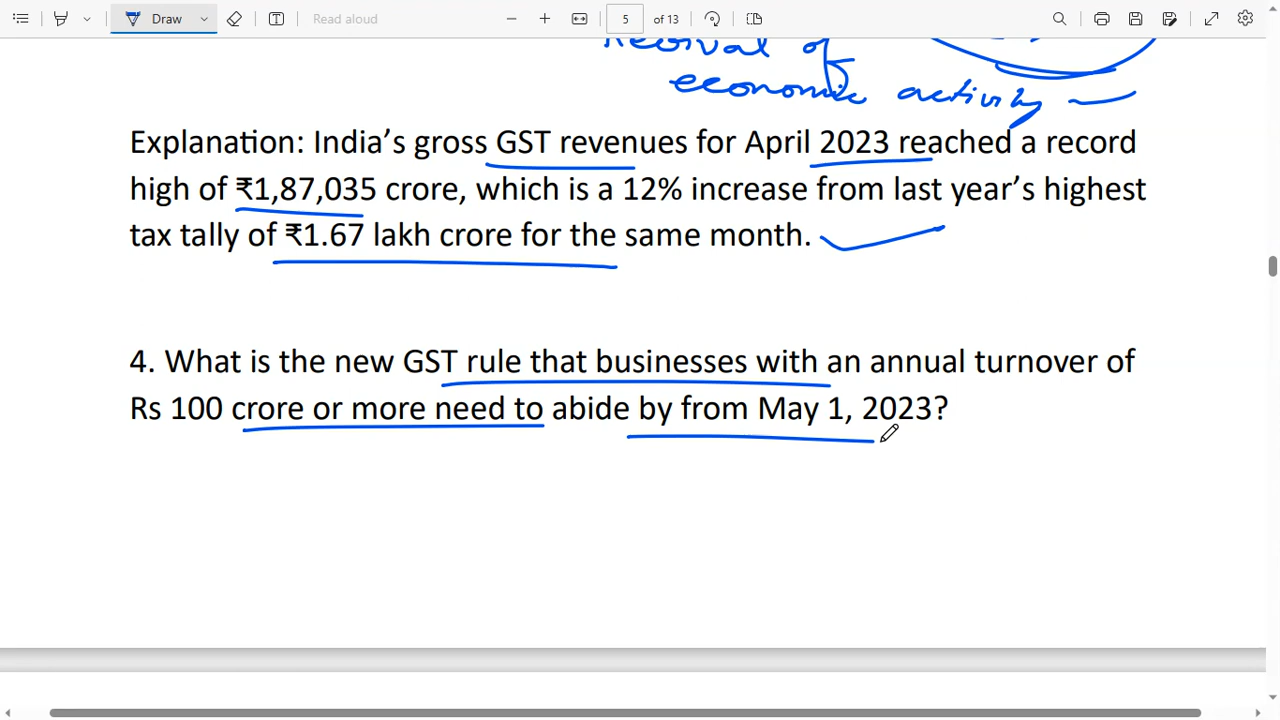 Draw
Read aloud
5 of 13
of
economic activity
Explanation: India's gross GST revenues for April 2023 reached a record
high of ₹1,87,035 crore, which is a 12% increase from last year's highest
tax tally of ₹1.67 lakh crore for the same month.
4. What is the new GST rule that businesses with an annual turnover of
Rs 100 crore or more need to abide by from May 1, 2023?